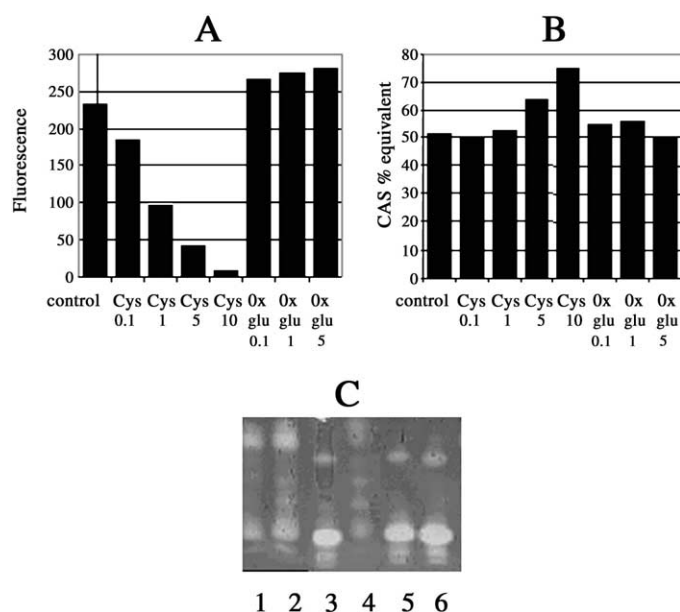 A
Fluorescence
300
250
200
150
100
50
0
control Cys Cys Cys Cys 0x 0x 0x
0.1 1 5 10 glu glu glu
0.1 1 5
B
CAS % equivalent
80
70
60
50
40
30
20
10
0
control Cys Cys Cys Cys 0x 0x 0x
0.1 1 5 10 glu glu glu
0.1 1 5
C
1 2 3 4 5 6